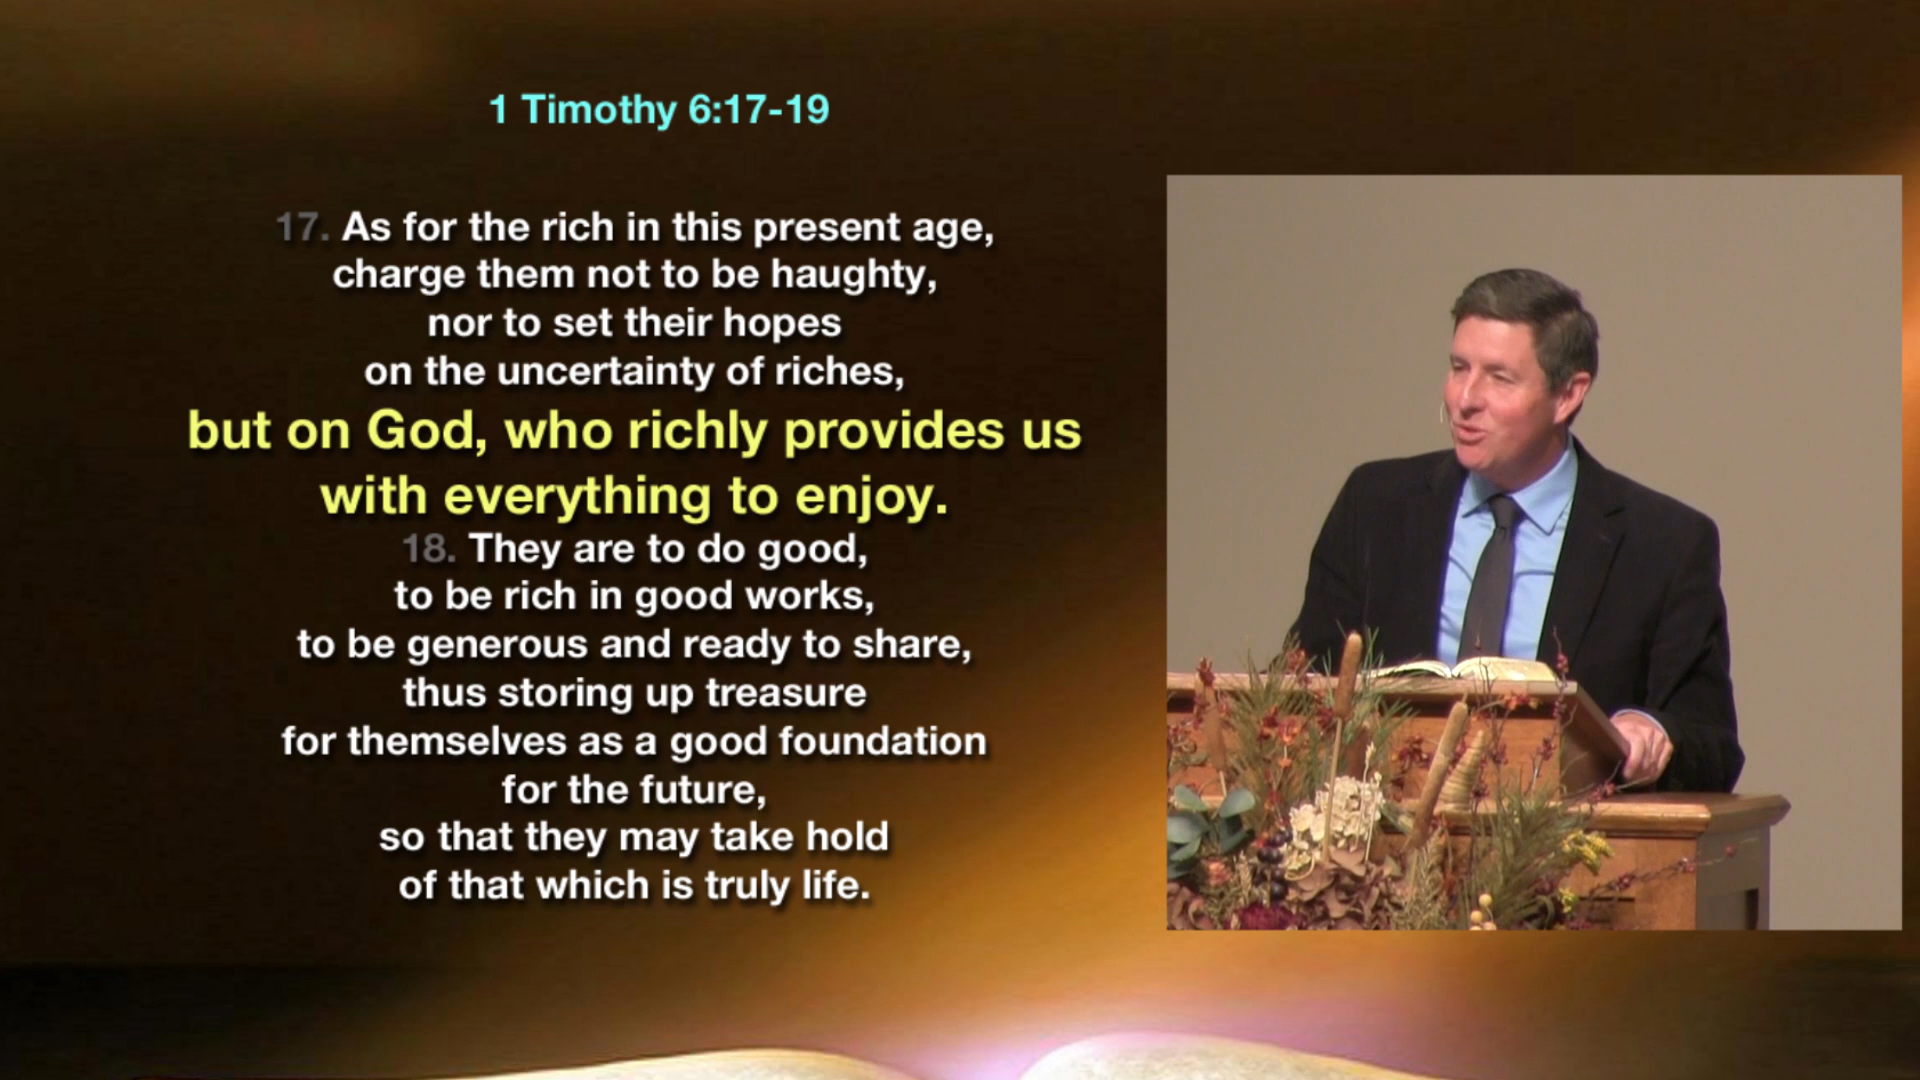 1 Timothy 6:17-19
17. As for the rich in this present age,
charge them not to be haughty,
nor to set their hopes
on the uncertainty of riches,
but on God, who richly provides us
with everything to enjoy.
18. They are to do good,
to be rich in good works,
to be generous and ready to share,
thus storing up treasure
for themselves as a good foundation
for the future,
so that they may take hold
of that which is truly life.